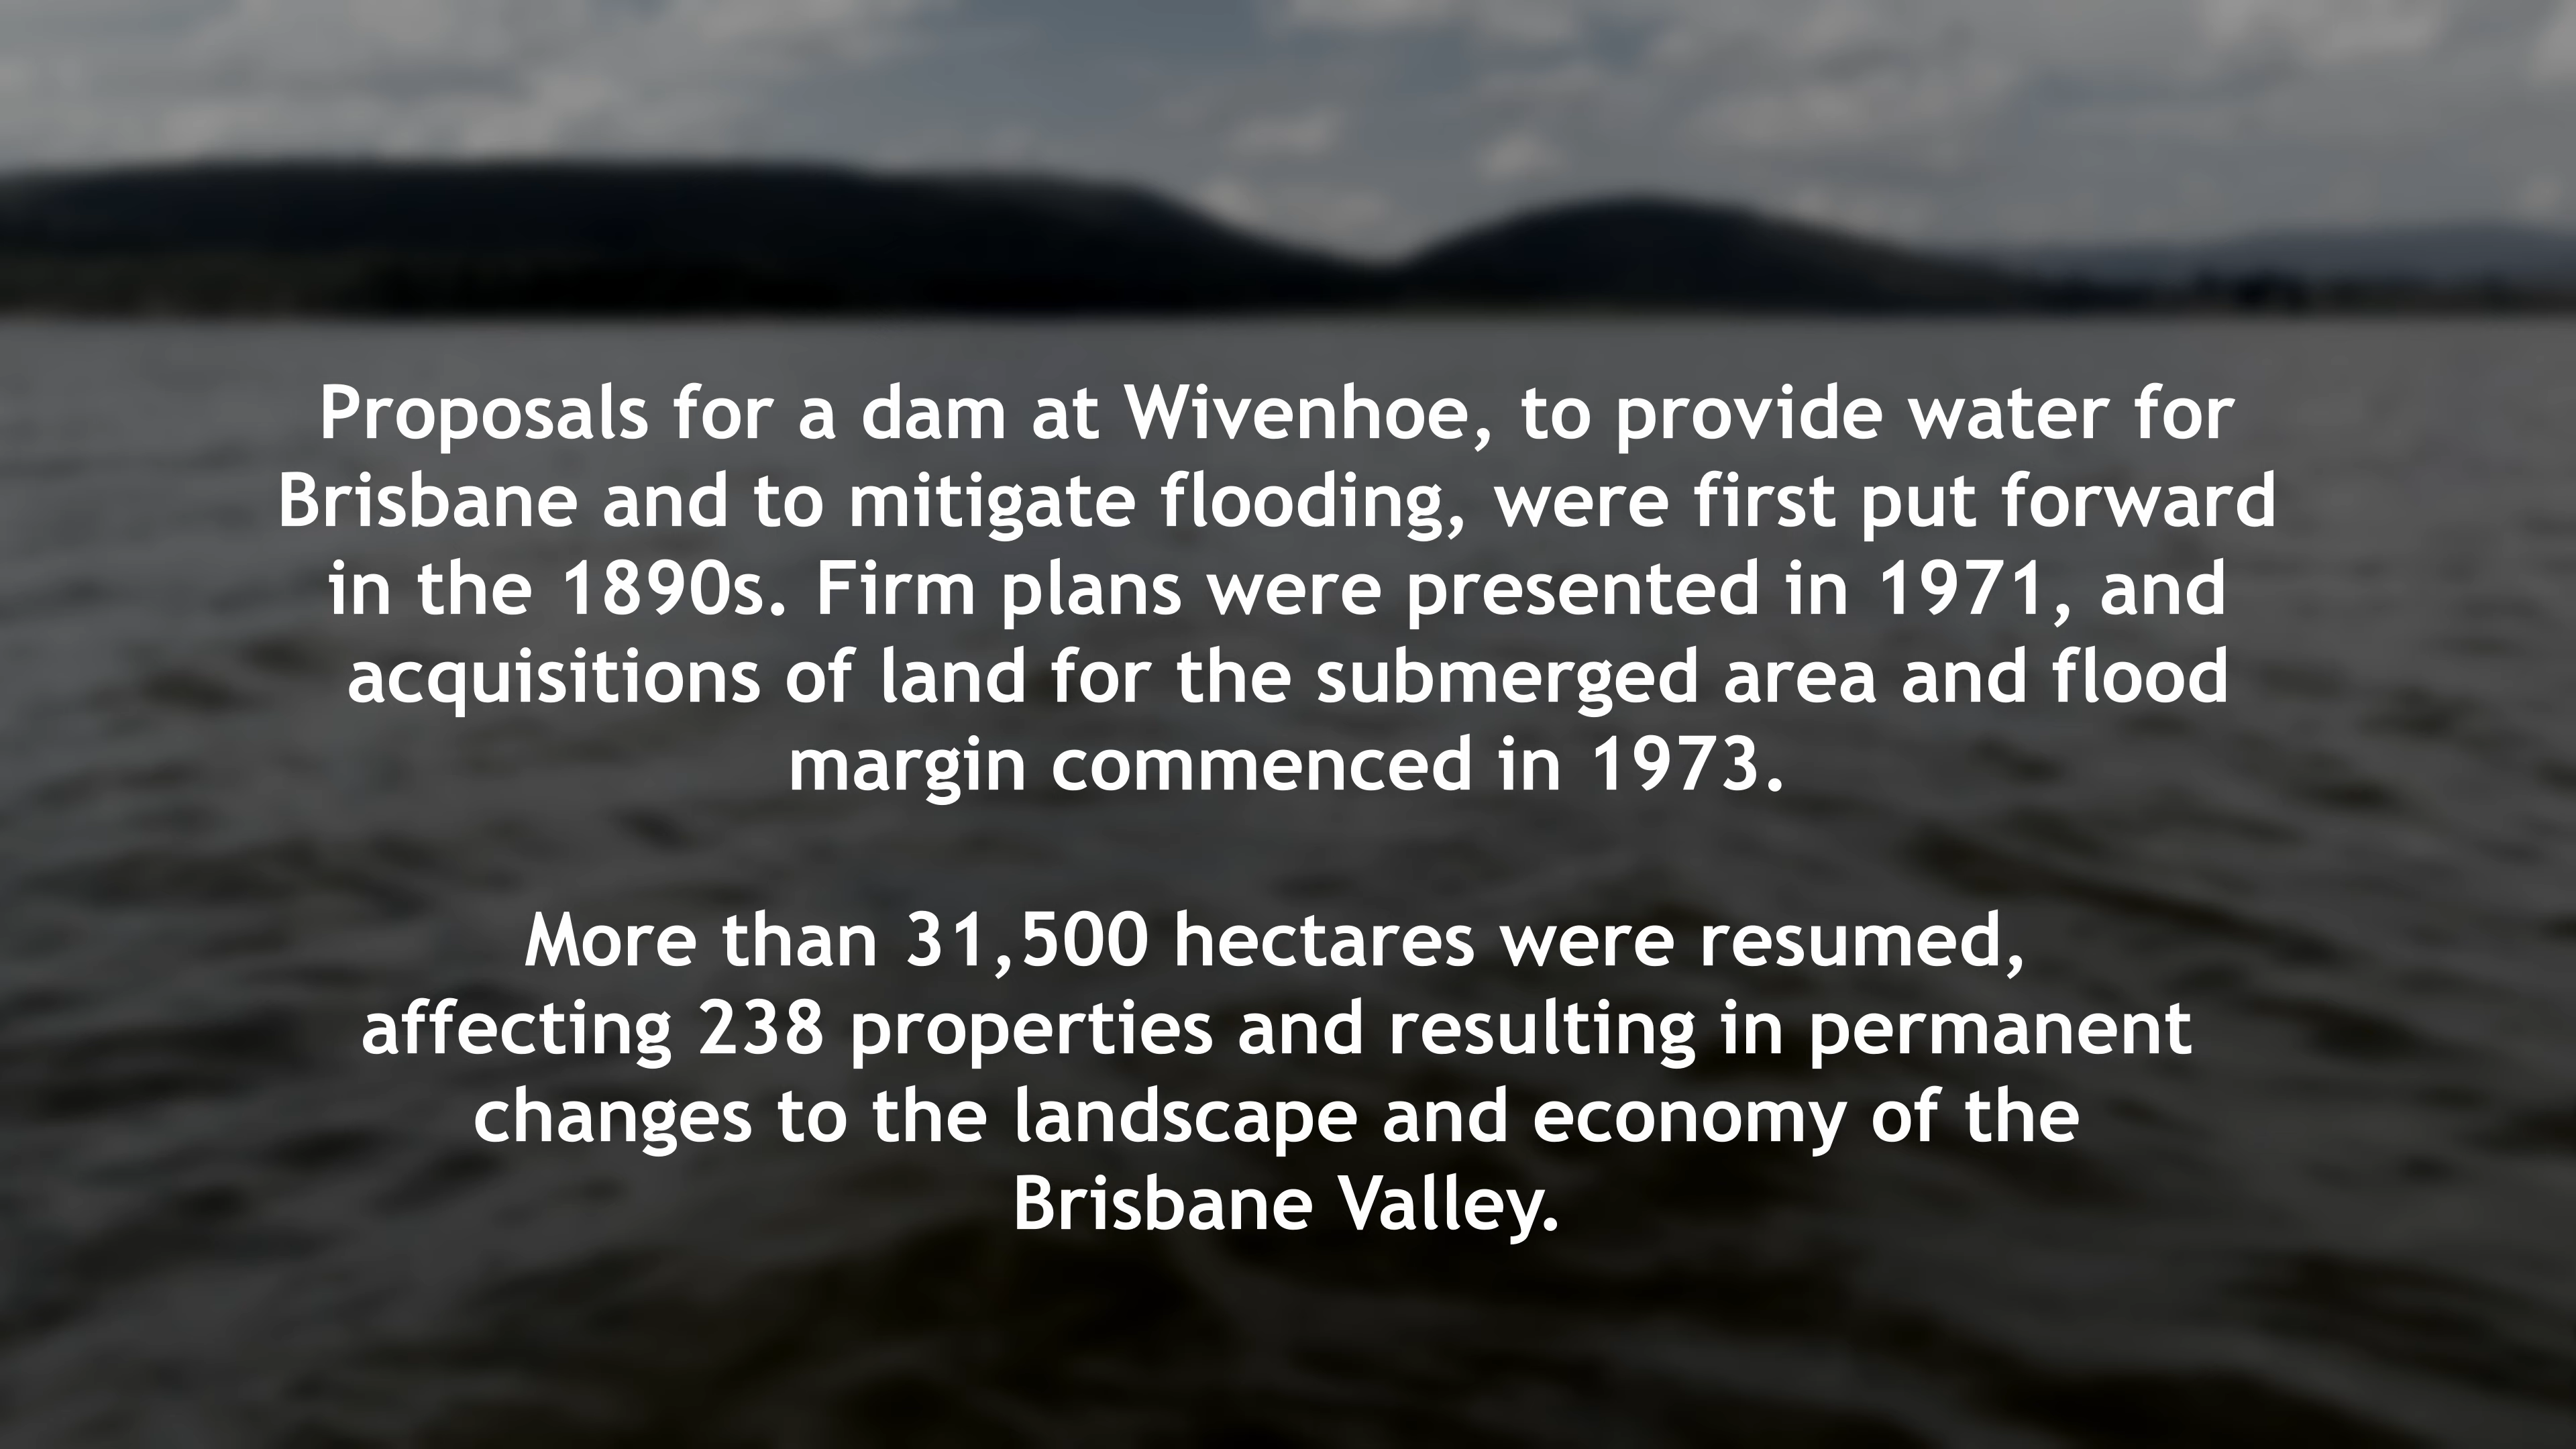 Proposals for a dam at Wivenhoe, to provide water for
Brisbane and to mitigate flooding, were first put forward
in the 1890s. Firm plans were presented in 1971, and
acquisitions of land for the submerged area and flood
margin commenced in 1973.
More than 31,500 hectares were resumed,
affecting 238 properties and resulting in permanent
changes to the landscape and economy of the
Brisbane Valley.